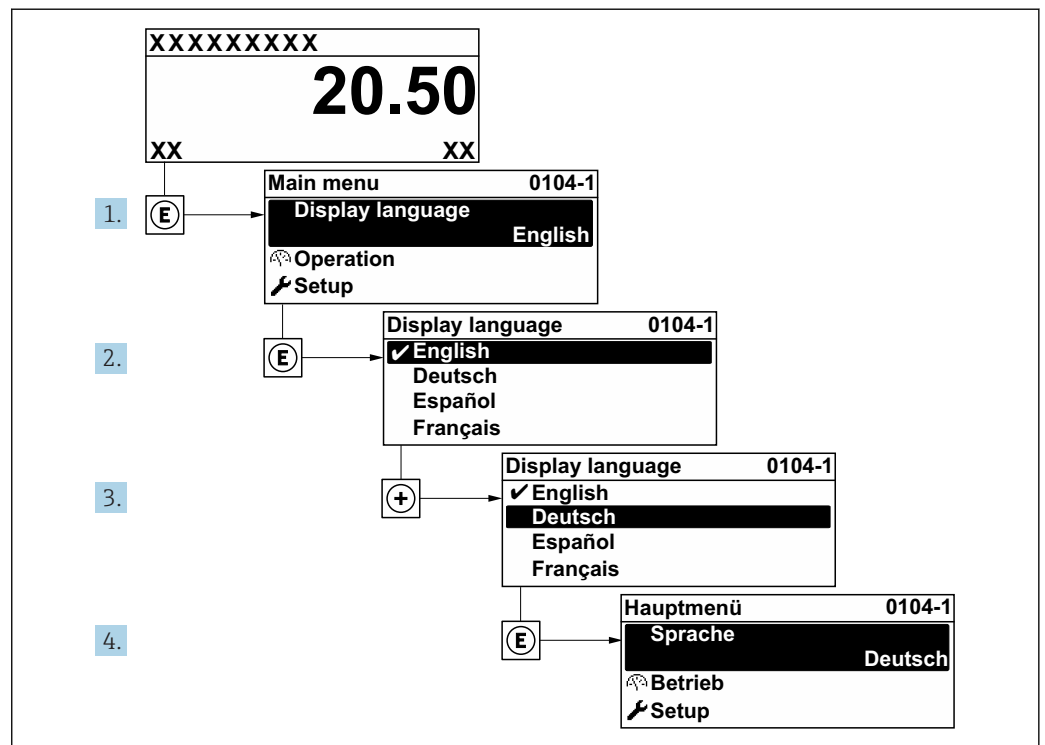 XXXXXXXXX
20.50
XX XX
1.
E
Main menu 0104-1
Display language
English
Operation
Setup
2.
E
Display language 0104-1
✔ English
Deutsch
Español
Français
3.
+
Display language 0104-1
✔ English
Deutsch
Español
Français
4.
E
Hauptmenü 0104-1
Sprache
Deutsch
Betrieb
Setup